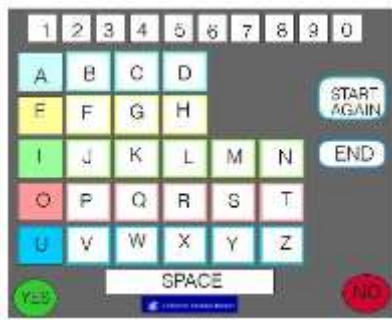 1 2 3 4 5 6 7 8 9 0
A B C D
START AGAIN
E F G H
I J K L M N
END
O P Q R S T
U V W X Y Z
SPACE
YES
NO